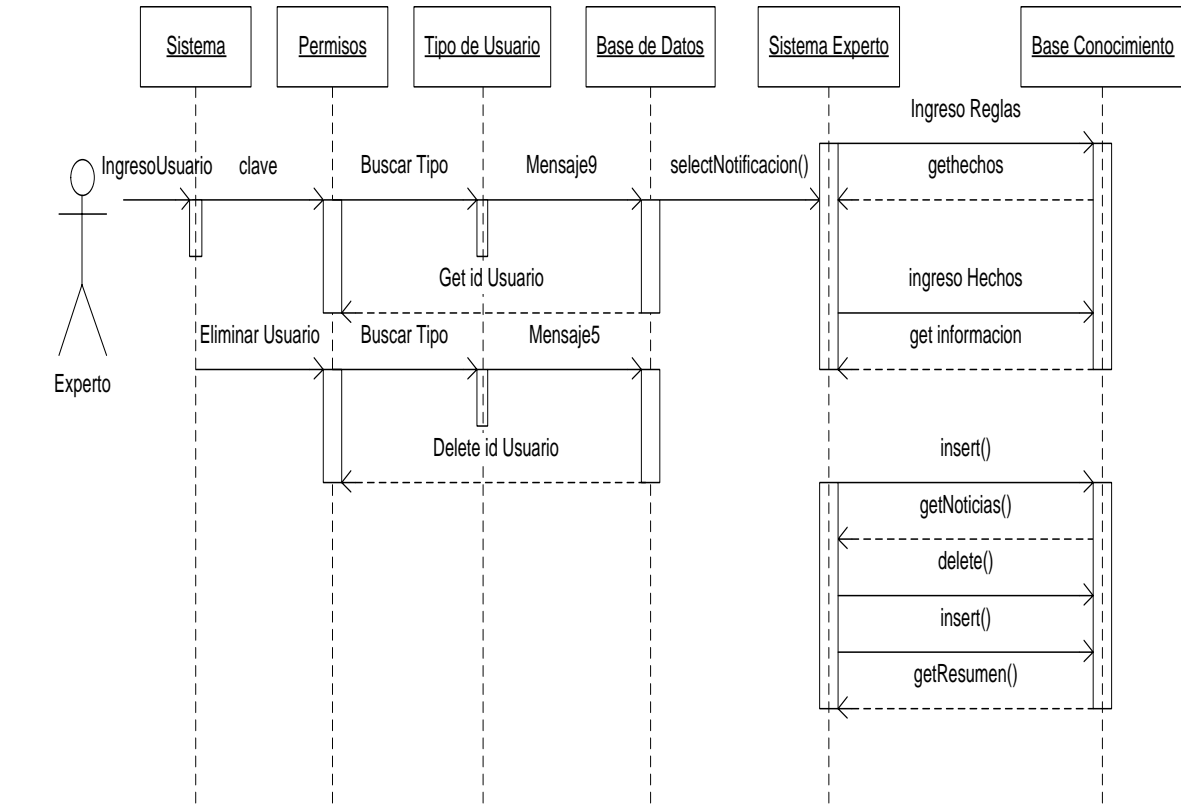 Sistema
Permisos
Tipo de Usuario
Base de Datos
Sistema Experto
Base Conocimiento
Ingreso Reglas
IngresoUsuario
clave
Buscar Tipo
Mensaje9
selectNotificacion()
gethechos
Get id Usuario
ingreso Hechos
Eliminar Usuario
Buscar Tipo
Mensaje5
get informacion
Experto
Delete id Usuario
insert()
getNoticias()
delete()
insert()
getResumen()